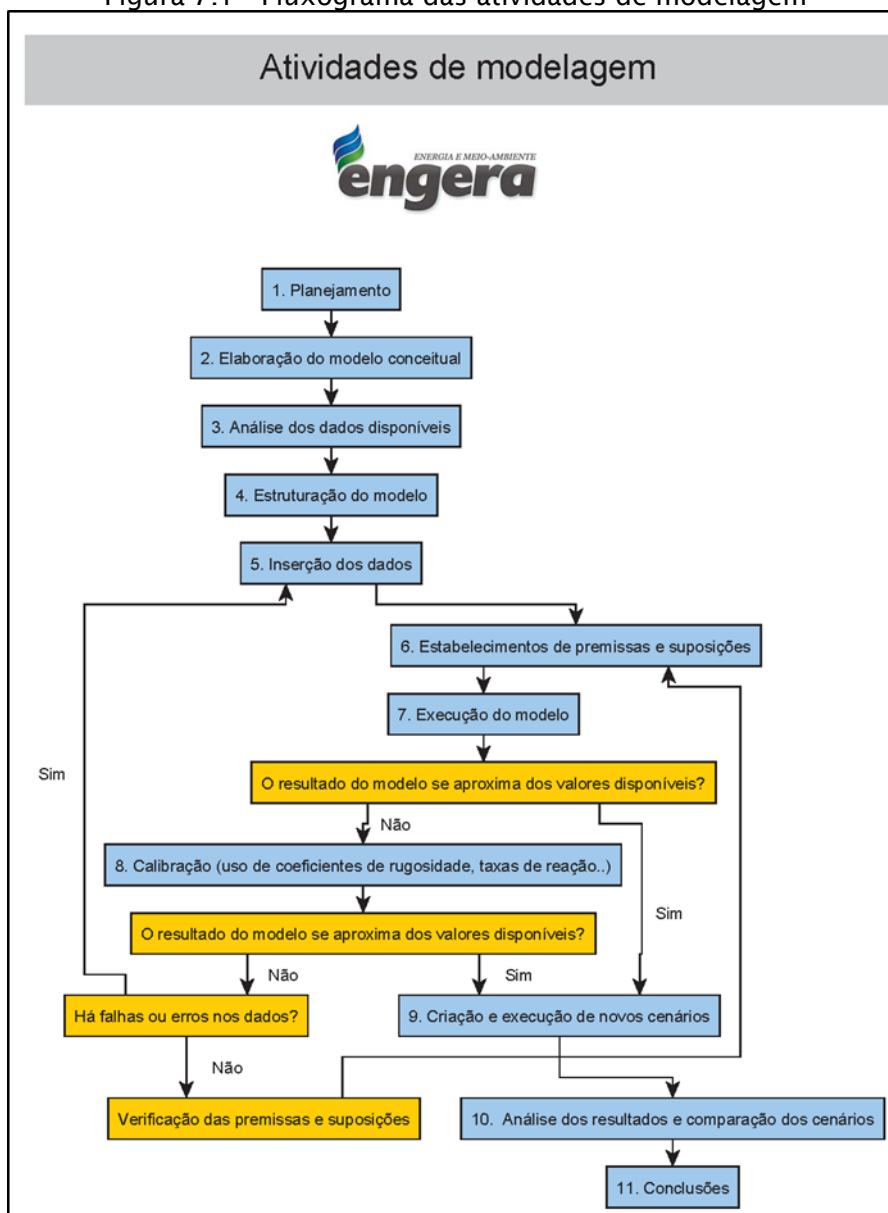 Figura 7.1 - Fluxograma das atividades de modelagem
Atividades de modelagem
ENERGIA E MEIO-AMBIENTE
engera
1. Planejamento
2. Elaboração do modelo conceitual
3. Análise dos dados disponíveis
4. Estruturação do modelo
5. Inserção dos dados
6. Estabelecimentos de premissas e suposições
7. Execução do modelo
Sim
O resultado do modelo se aproxima dos valores disponíveis?
Não
8. Calibração (uso de coeficientes de rugosidade, taxas de reação..)
Sim
O resultado do modelo se aproxima dos valores disponíveis?
Não
Sim
Há falhas ou erros nos dados?
9. Criação e execução de novos cenários
Não
Verificação das premissas e suposições
10. Análise dos resultados e comparação dos cenários
11. Conclusões